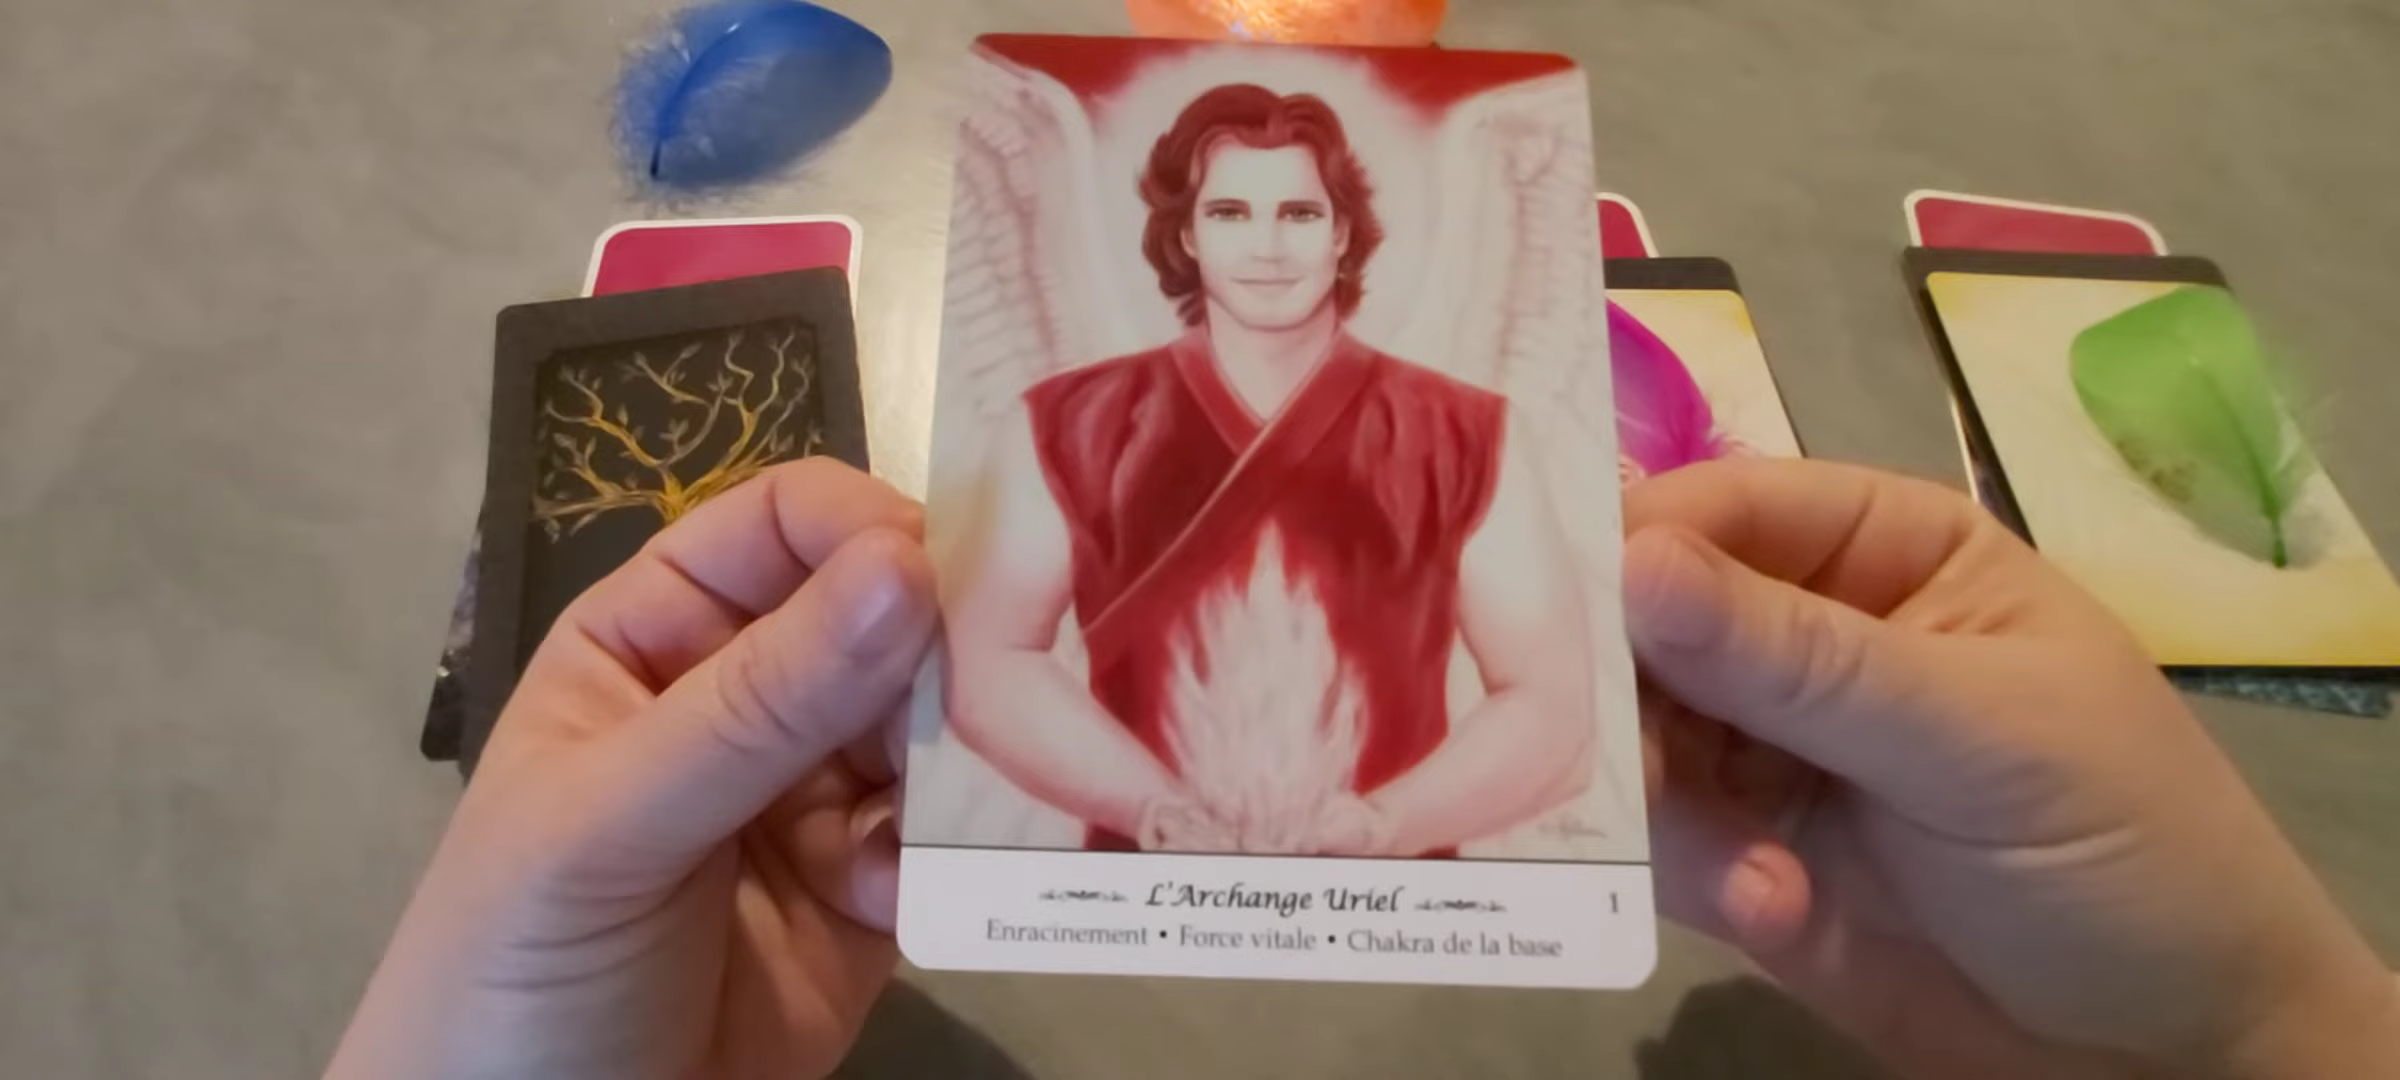 L'Archange Uriel
1
Enracinement • Force vitale • Chakra de la base